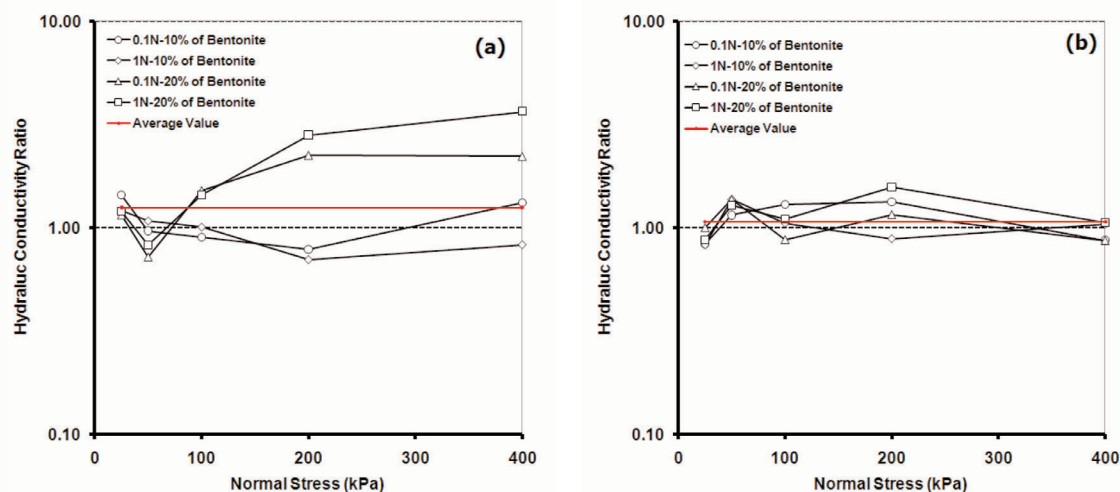 10.00
1.00
0.10
Hydraluc Conductivity Ratio
(a)
0.1N-10% of Bentonite
1N-10% of Bentonite
0.1N-20% of Bentonite
1N-20% of Bentonite
Average Value
0 100 200 300 400
Normal Stress (kPa)
10.00
1.00
0.10
Hydraluc Conductivity Ratio
(b)
0.1N-10% of Bentonite
1N-10% of Bentonite
0.1N-20% of Bentonite
1N-20% of Bentonite
Average Value
0 100 200 300 400
Normal Stress (kPa)